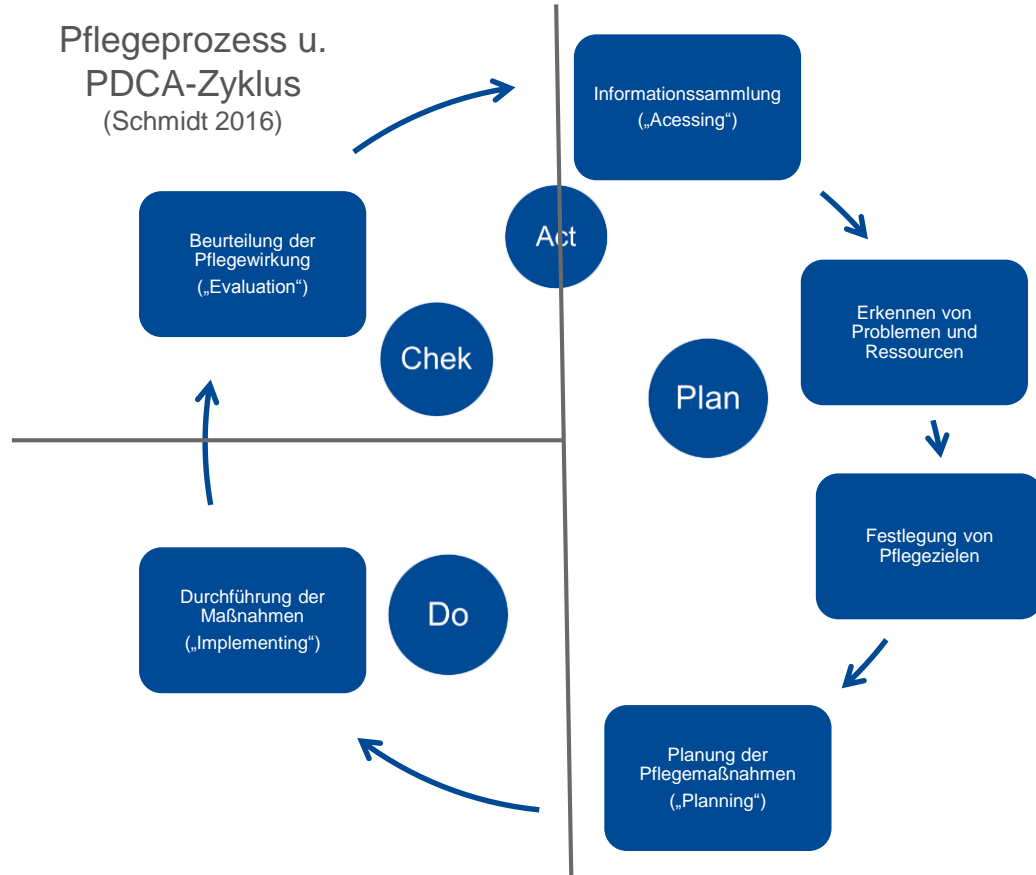 Pflegeprozess u.
PDCA-Zyklus
(Schmidt 2016)
Informationssammlung
(„Acessing“)
Erkennen von
Problemen und
Ressourcen
Festlegung von
Pflegezielen
Planung der
Pflegemaßnahmen
(„Planning“)
Durchführung der
Maßnahmen
(„Implementing“)
Beurteilung der
Pflegewirkung
(„Evaluation“)
Act
Plan
Do
Chek